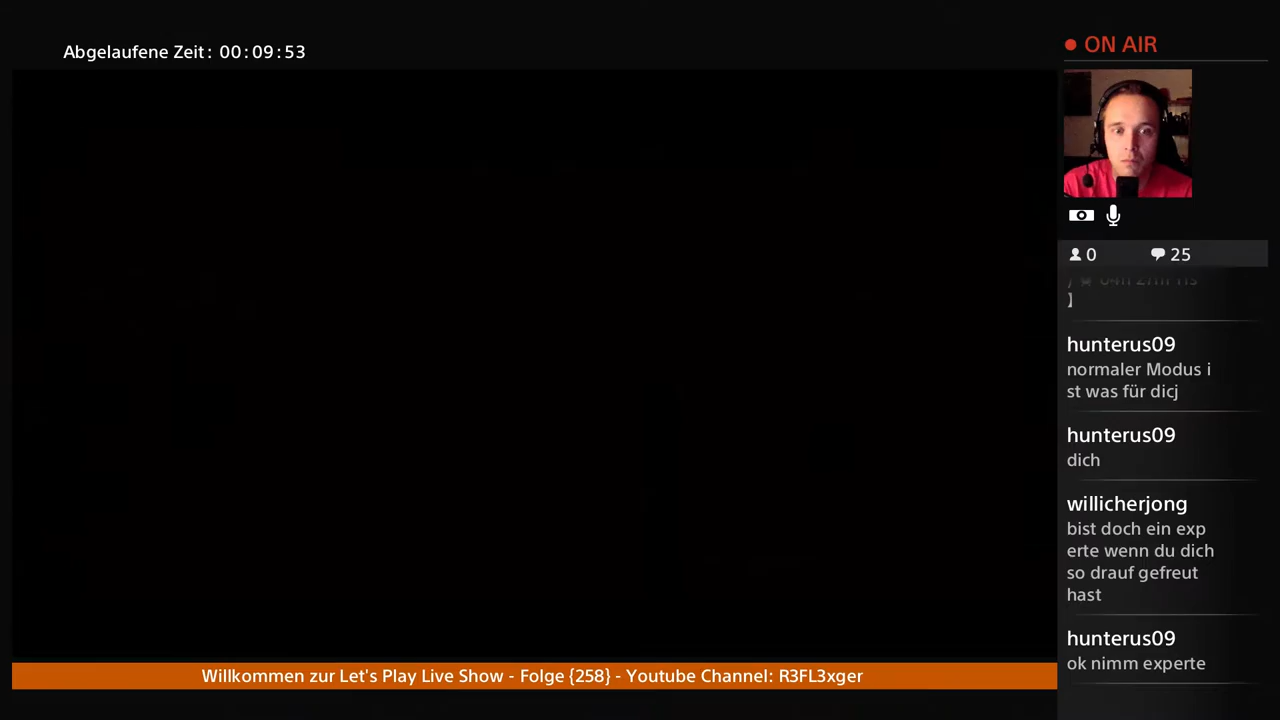 Abgelaufene Zeit: 00:09:53
ON AIR
0 25
】
hunterus09
normaler Modus i
st was für dicj
hunterus09
dich
willicherjong
bist doch ein exp
erte wenn du dich
so drauf gefreut
hast
hunterus09
ok nimm experte
Willkommen zur Let's Play Live Show - Folge {258} - Youtube Channel: R3FL3xger